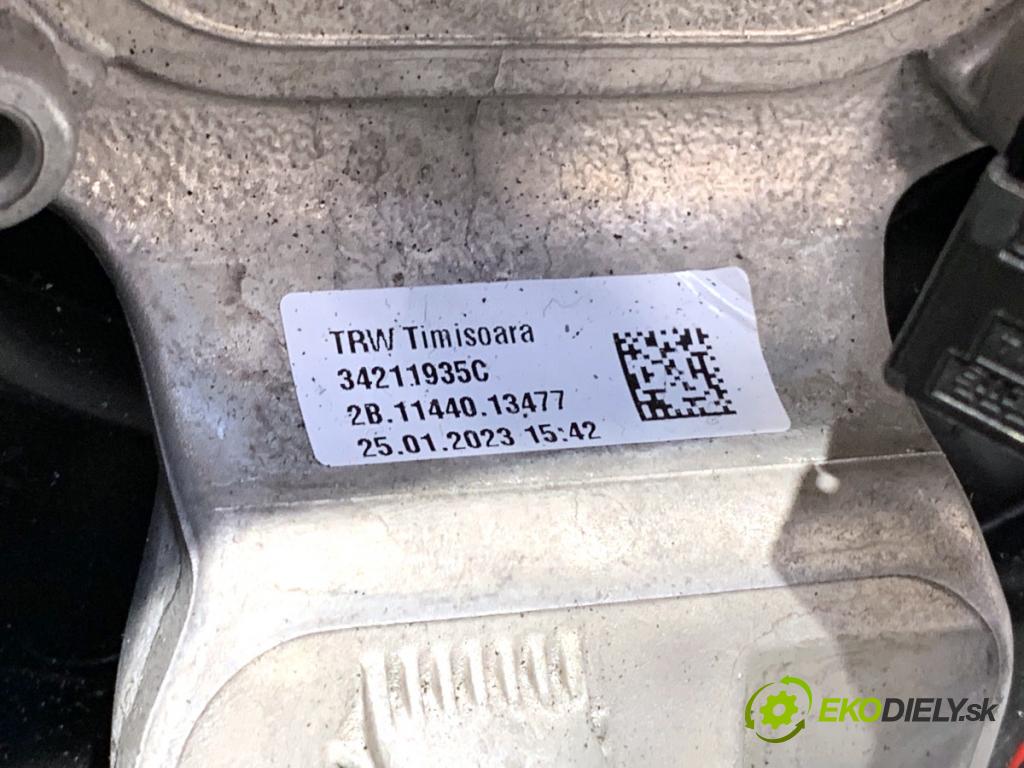 TRW Timisoara
34211935C
2B.11440.13477
25.01.2023 15:42
EKODIELY.sk